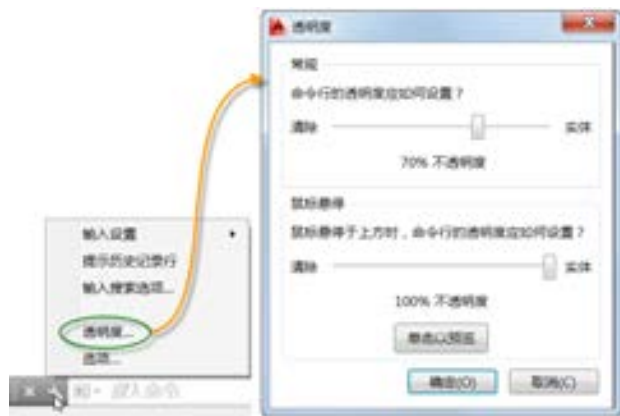 透明度
常规
命令行的透明度应如何设置？
清除
实体
70% 不透明度
鼠标悬停
鼠标悬停于上方时，命令行的透明度应如何设置？
清除
实体
100% 不透明度
单击以预览
确定(O)
取消(C)
输入设置
提示历史记录行
输入搜索选项...
透明度...
选项...
键入命令